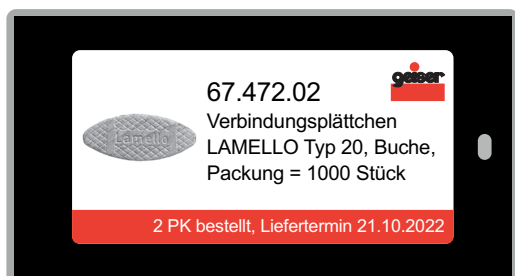 geiser
67.472.02
Lamello
Verbindungsplättchen
LAMELLO Typ 20, Buche,
Packung = 1000 Stück
2 PK bestellt, Liefertermin 21.10.2022